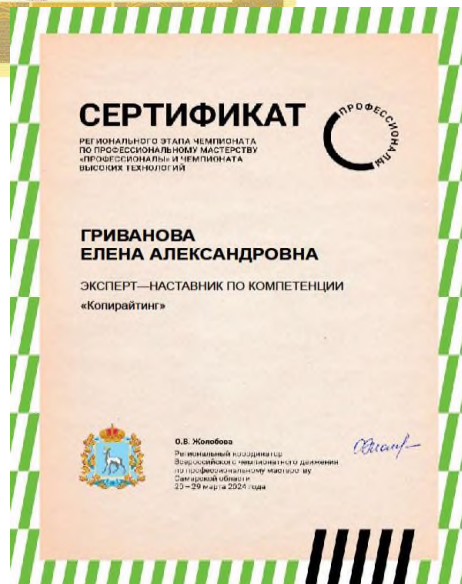 СЕРТИФИКАТ
РЕГИОНАЛЬНОГО ЭТАПА ЧЕМПИОНАТА
ПО ПРОФЕССИОНАЛЬНОМУ МАСТЕРСТВУ
«ПРОФЕССИОНАЛЫ» И ЧЕМПИОНАТА
ВЫСОКИХ ТЕХНОЛОГИЙ
ПРОФЕССИОНАЛЫ
ГРИВАНОВА
ЕЛЕНА АЛЕКСАНДРОВНА
ЭКСПЕРТ—НАСТАВНИК ПО КОМПЕТЕНЦИИ
«Копирайтинг»
О.В. Жолобова
Региональный координатор
Всероссийского чемпионатного движения
по профессиональному мастерству
Самарской области
– 29 марта 2024 года